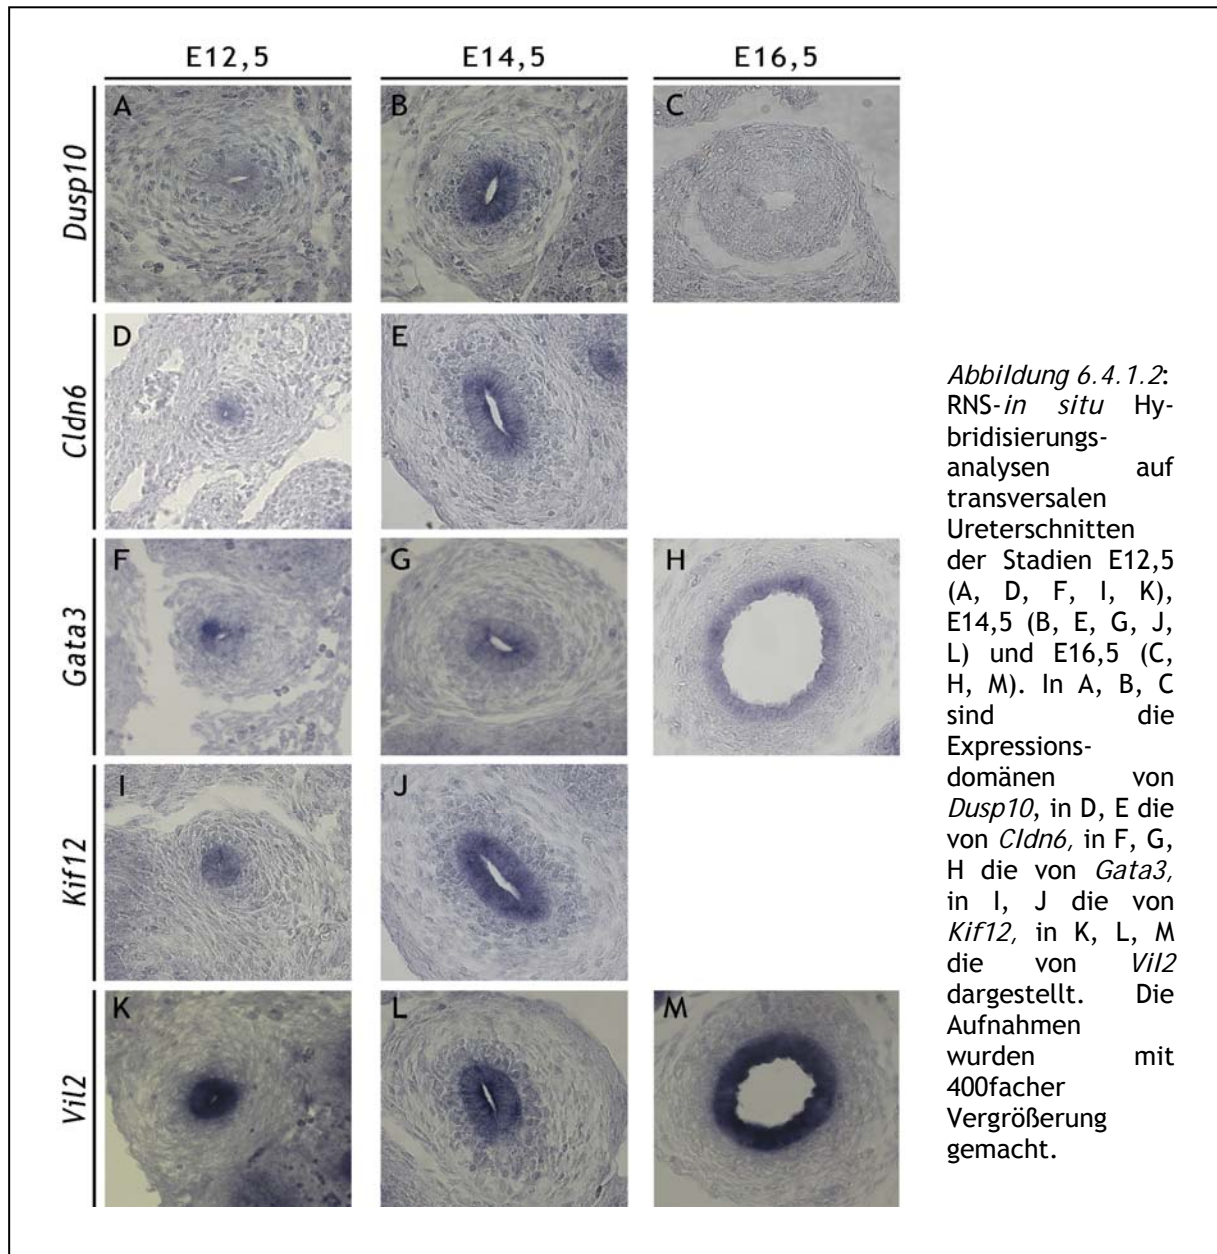 E12,5 E14,5 E16,5
Dusp10
A B C
Cldn6
D E
Gata3
F G H
Kif12
I J
Vil2
K L M
Abbildung 6.4.1.2:
RNS-in situ Hy-
bridisierungs-
analysen auf
transversalen
Ureterschnitten
der Stadien E12,5
(A, D, F, I, K),
E14,5 (B, E, G, J,
L) und E16,5 (C,
H, M). In A, B, C
sind die
Expressions-
domänen von
Dusp10, in D, E die
von Cldn6, in F, G,
H die von Gata3,
in I, J die von
Kif12, in K, L, M
die von Vil2
dargestellt. Die
Aufnahmen
wurden mit
400facher
Vergrößerung
gemacht.